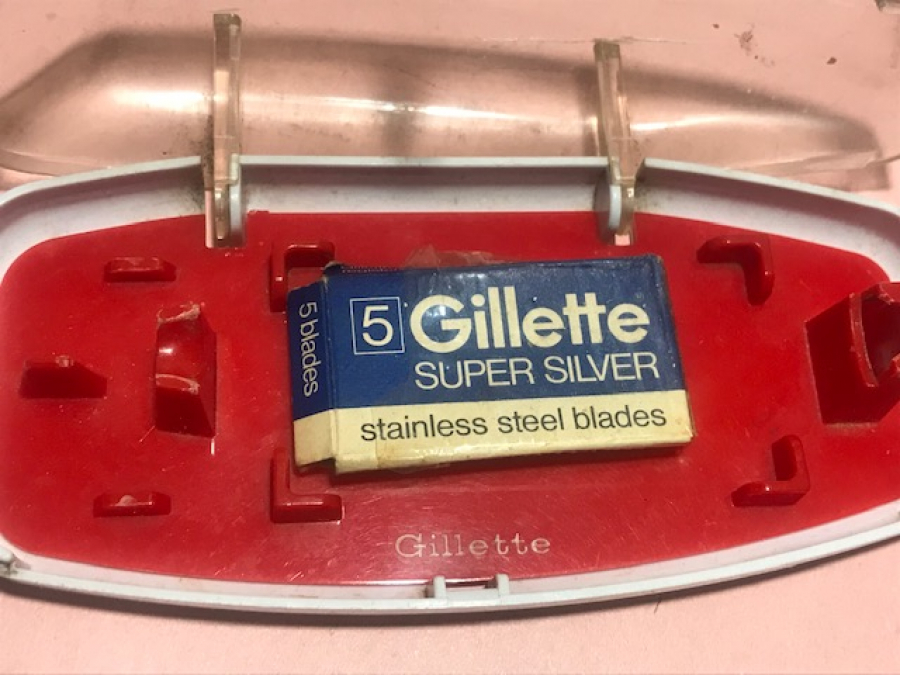 5 blades
5 Gillette
SUPER SILVER
stainless steel blades
Gillette